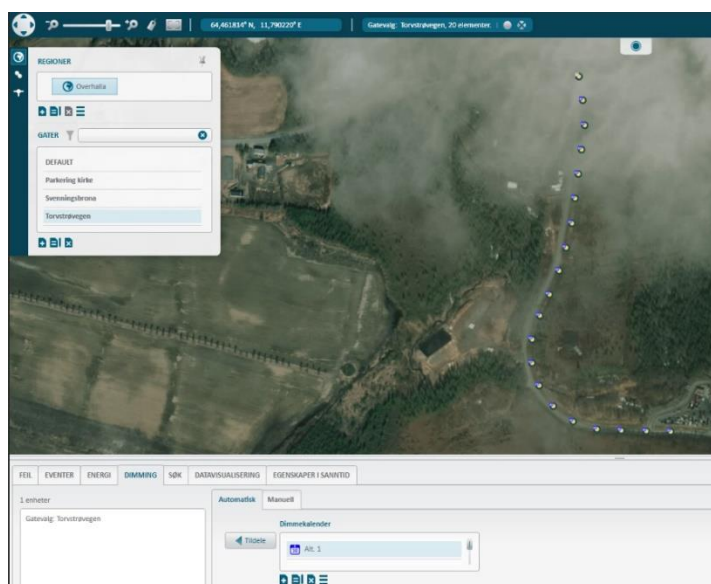 64,461814° N, 11,790220° E
Gatevalg: Torvstrøvegen, 20 elementer.
REGIONER
Overhalla
GATER
DEFAULT
Parkering kirke
Svenningsbrona
Torvstrøvegen
FEIL EVENTER ENERGI DIMMING SØK DATAVISUALISERING EGENSKAPER I SANNTID
1 enheter
Gatevalg: Torvstrøvegen
Automatisk Manuell
Dimmekalender
Tildele
Alt. 1